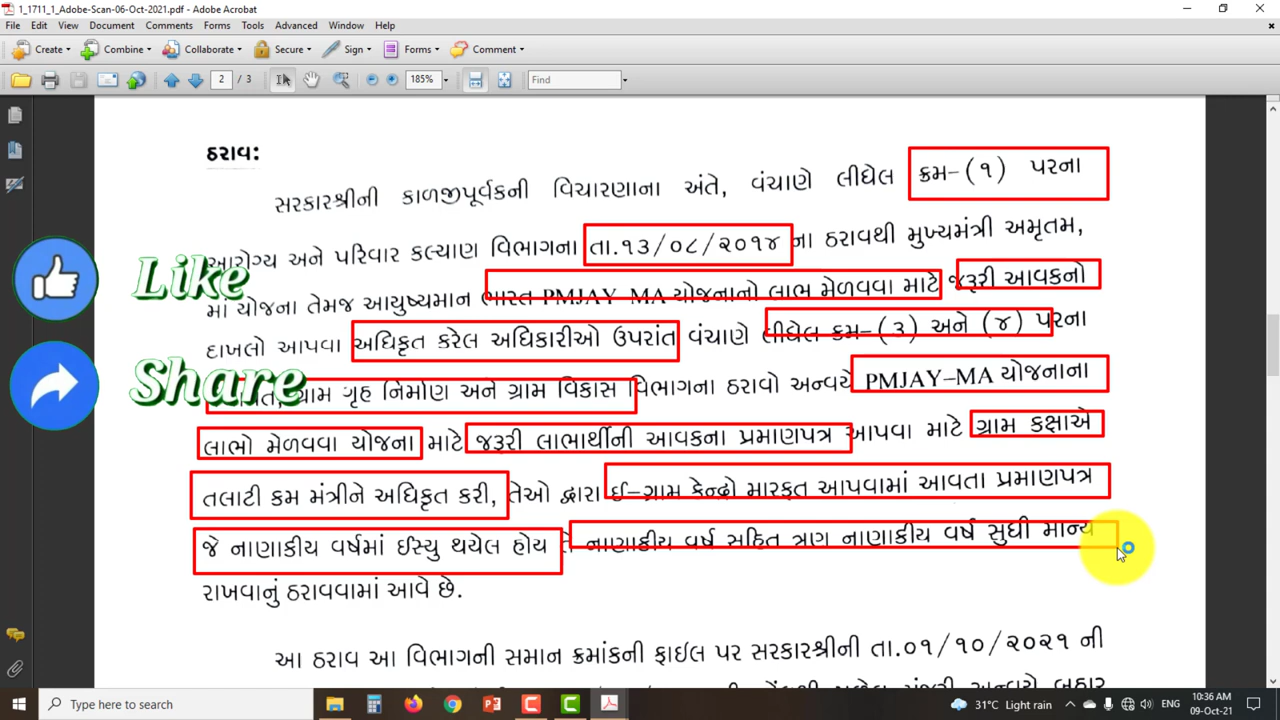 1_1711_1_Adobe-Scan-06-Oct-2021.pdf - Adobe Acrobat
File Edit View Document Comments Forms Tools Advanced Window Help
Create Combine Collaborate Secure Sign Forms Comment
2 / 3 185% Find
ઠરાવ:
સરકારશ્રીની કાળજીપૂર્વકની વિચારણાના અંતે, વંચાણે લીધેલ ક્રમ-(૧) પરના
આરોગ્ય અને પરિવાર કલ્યાણ વિભાગના તા.૧૩/૦૮/૨૦૧૪ ના ઠરાવથી મુખ્યમંત્રી અમૃતમ,
મા યોજના તેમજ આયુષ્યમાન ભારત PMJAY-MA યોજનાનો લાભ મેળવવા માટે જરૂરી આવકનો
દાખલો આપવા અધિકૃત કરેલ અધિકારીઓ ઉપરાંત વંચાણે લીધેલ ક્રમ-(૩) અને (૪) પરના
ગ્રામ ગૃહ નિર્માણ અને ગ્રામ વિકાસ વિભાગના ઠરાવો અન્વયે PMJAY-MA યોજનાના
લાભો મેળવવા યોજના માટે જરૂરી લાભાર્થીની આવકના પ્રમાણપત્ર આપવા માટે ગ્રામ કક્ષાએ
તલાટી કમ મંત્રીને અધિકૃત કરી, તેઓ દ્વારા ઈ-ગ્રામ કેન્દ્રો મારફત આપવામાં આવતા પ્રમાણપત્ર
જે નાણાકીય વર્ષમાં ઈસ્યુ થયેલ હોય તે નાણાકીય વર્ષ સહિત ત્રણ નાણાકીય વર્ષ સુધી માન્ય
રાખવાનું ઠરાવવામાં આવે છે.
આ ઠરાવ આ વિભાગની સમાન ક્રમાંકની ફાઈલ પર સરકારશ્રીની તા.૦૧/૧૦/૨૦૨૧ ની
Like
Share
Type here to search
31°C Light rain ENG 10:36 AM
09-Oct-21